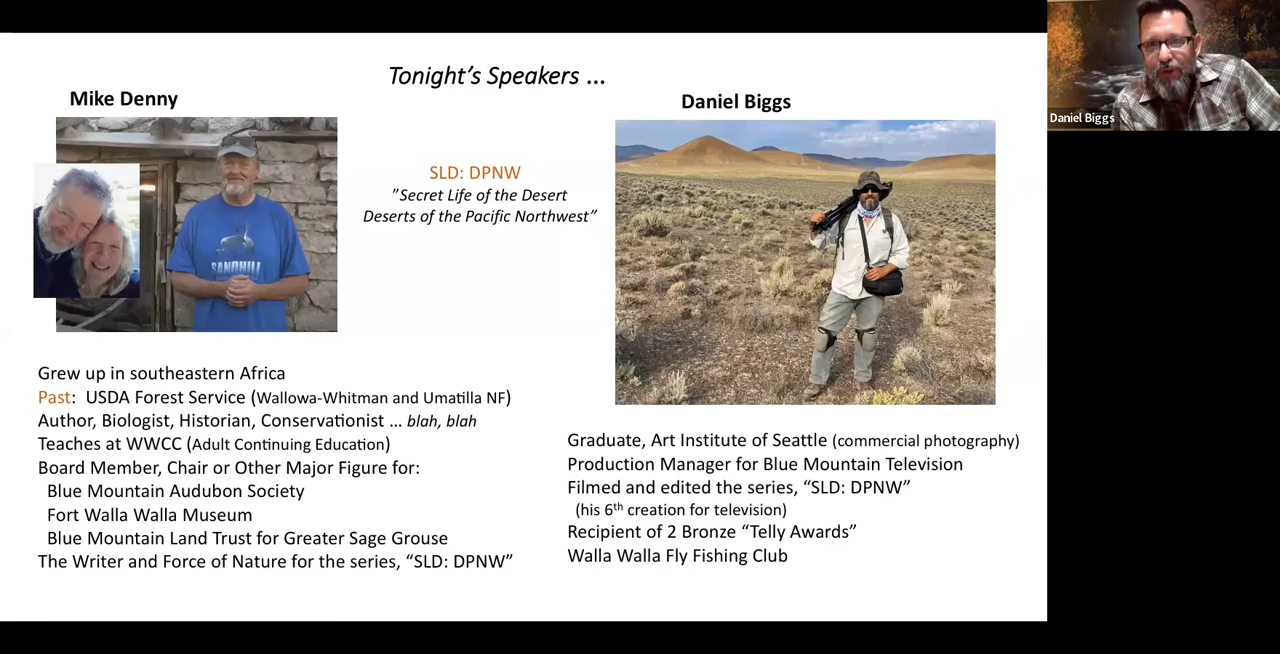 Tonight's Speakers ...
Mike Denny
SANDHILL
SLD: DPNW
"Secret Life of the Desert
Deserts of the Pacific Northwest"
Grew up in southeastern Africa
Past: USDA Forest Service (Wallowa-Whitman and Umatilla NF)
Author, Biologist, Historian, Conservationist ... blah, blah
Teaches at WWCC (Adult Continuing Education)
Board Member, Chair or Other Major Figure for:
Blue Mountain Audubon Society
Fort Walla Walla Museum
Blue Mountain Land Trust for Greater Sage Grouse
The Writer and Force of Nature for the series, "SLD: DPNW"
Daniel Biggs
Graduate, Art Institute of Seattle (commercial photography)
Production Manager for Blue Mountain Television
Filmed and edited the series, "SLD: DPNW"
(his 6th creation for television)
Recipient of 2 Bronze "Telly Awards"
Walla Walla Fly Fishing Club
Daniel Biggs